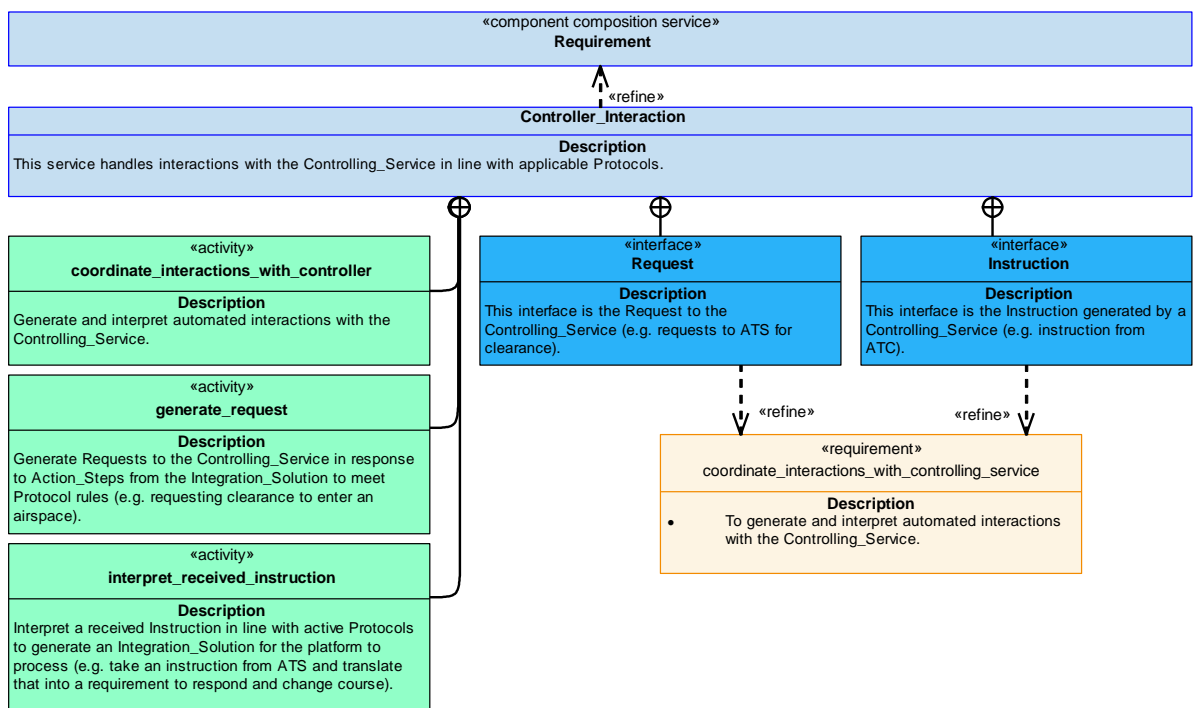 «component composition service»
Requirement
«refine»
Controller_Interaction
Description
This service handles interactions with the Controlling_Service in line with applicable Protocols.
«activity»
coordinate_interactions_with_controller
Description
Generate and interpret automated interactions with the
Controlling_Service.
«interface»
Request
Description
This interface is the Request to the
Controlling_Service (e.g. requests to ATS for
clearance).
«interface»
Instruction
Description
This interface is the Instruction generated by a
Controlling_Service (e.g. instruction from
ATC).
«activity»
generate_request
Description
Generate Requests to the Controlling_Service in response
to Action_Steps from the Integration_Solution to meet
Protocol rules (e.g. requesting clearance to enter an
airspace).
«refine»
«refine»
«requirement»
coordinate_interactions_with_controlling_service
Description
• To generate and interpret automated interactions
with the Controlling_Service.
«activity»
interpret_received_instruction
Description
Interpret a received Instruction in line with active Protocols
to generate an Integration_Solution for the platform to
process (e.g. take an instruction from ATS and translate
that into a requirement to respond and change course).